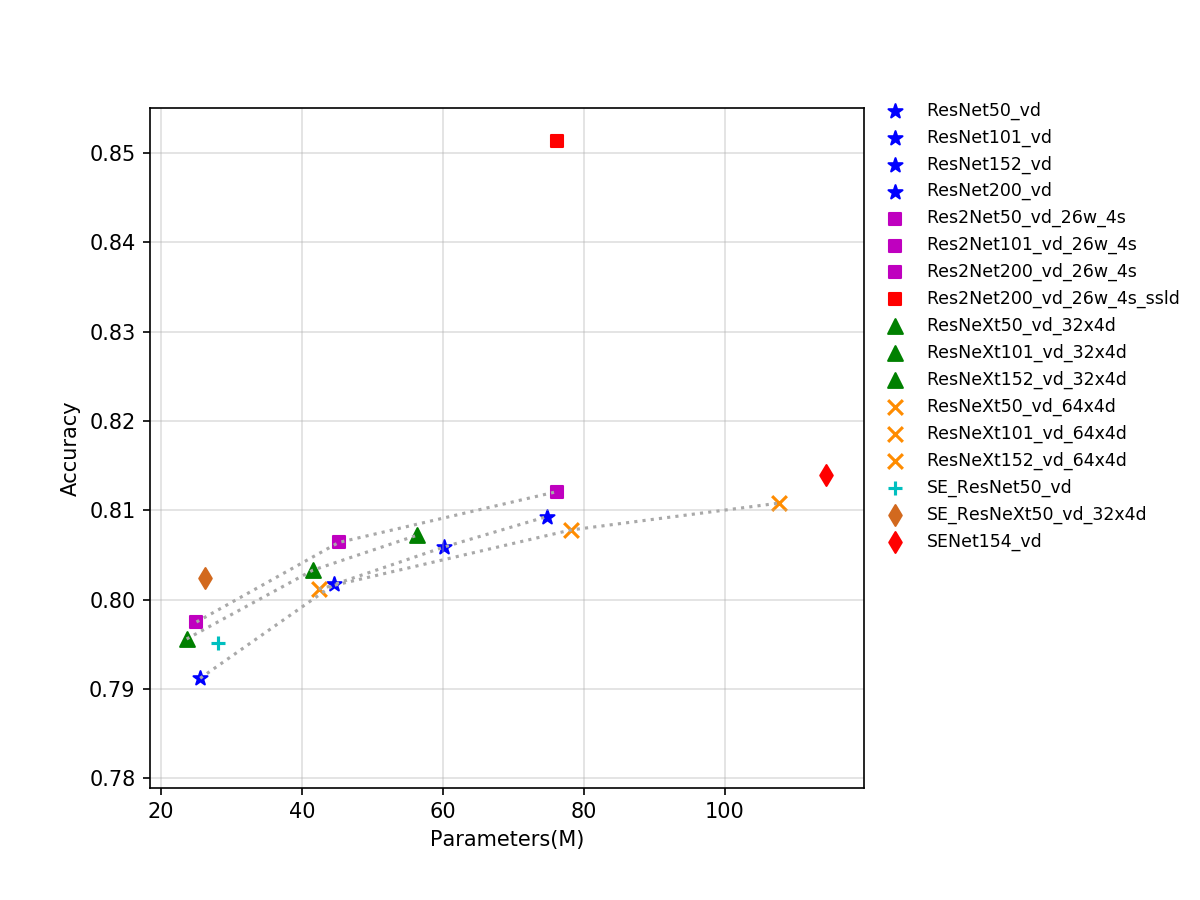 ResNet50_vd
ResNet101_vd
ResNet152_vd
ResNet200_vd
Res2Net50_vd_26w_4s
Res2Net101_vd_26w_4s
Res2Net200_vd_26w_4s
Res2Net200_vd_26w_4s_ssld
ResNeXt50_vd_32x4d
ResNeXt101_vd_32x4d
ResNeXt152_vd_32x4d
ResNeXt50_vd_64x4d
ResNeXt101_vd_64x4d
ResNeXt152_vd_64x4d
SE_ResNet50_vd
SE_ResNeXt50_vd_32x4d
SENet154_vd
0.85
0.84
0.83
0.82
0.81
0.80
0.79
0.78
Accuracy
20 40 60 80 100
Parameters(M)